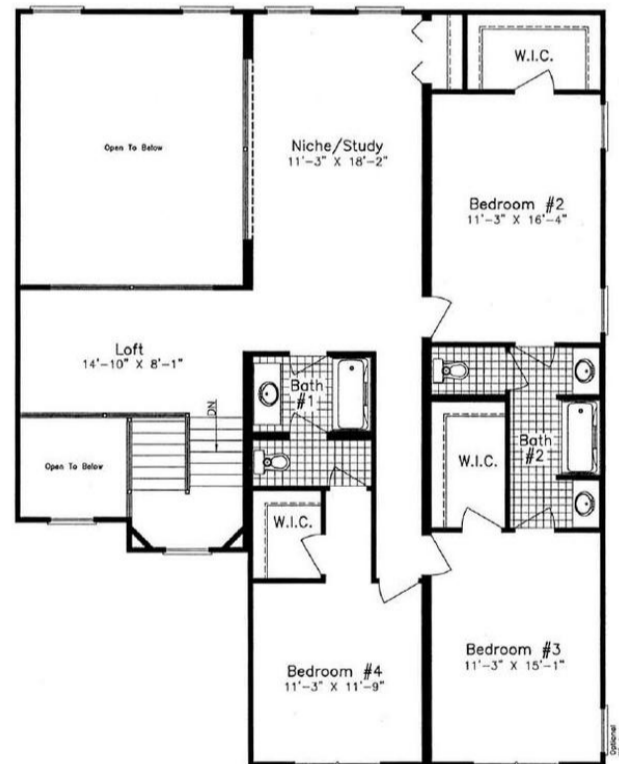 W.I.C.
Open To Below
Niche/Study
11'-3" X 18'-2"
Bedroom #2
11'-3" X 16'-4"
Loft
14'-10" X 8'-1"
Bath
#1
DN
Bath
#2
W.I.C.
Open To Below
W.I.C.
Bedroom #3
11'-3" X 15'-1"
Bedroom #4
11'-3" X 11'-9"
Optional